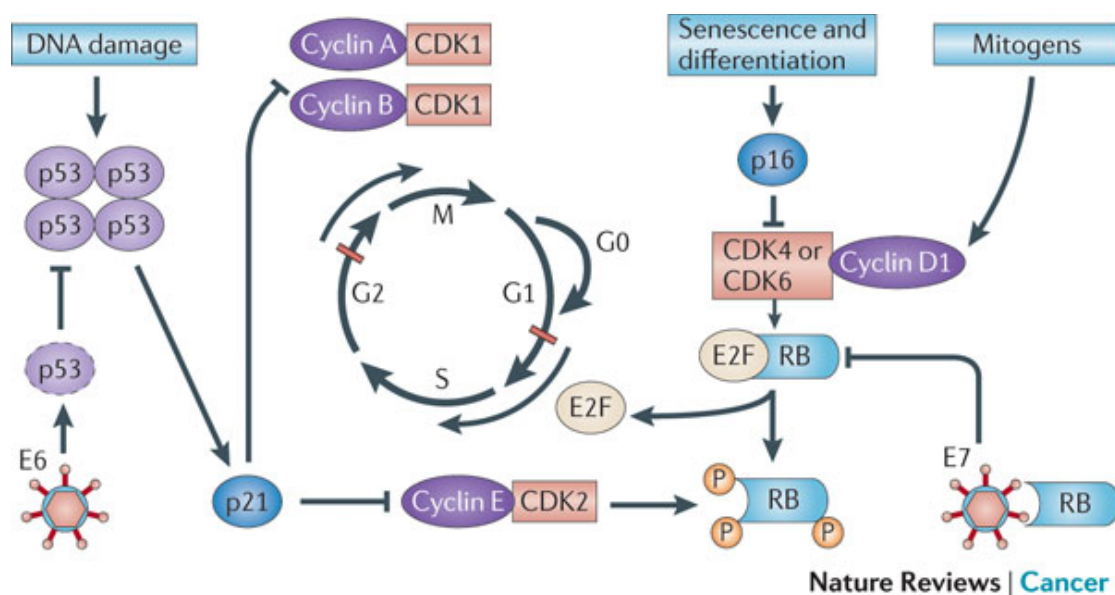 DNA damage
Cyclin A CDK1
Cyclin B CDK1
Senescence and
differentiation
Mitogens
p53 p53
p53 p53
p16
M
G0
G1
G2
S
CDK4 or
CDK6
Cyclin D1
p53
E2F RB
E2F
E6
E7
p21
Cyclin E CDK2
P
RB
P P
RB
Nature Reviews | Cancer